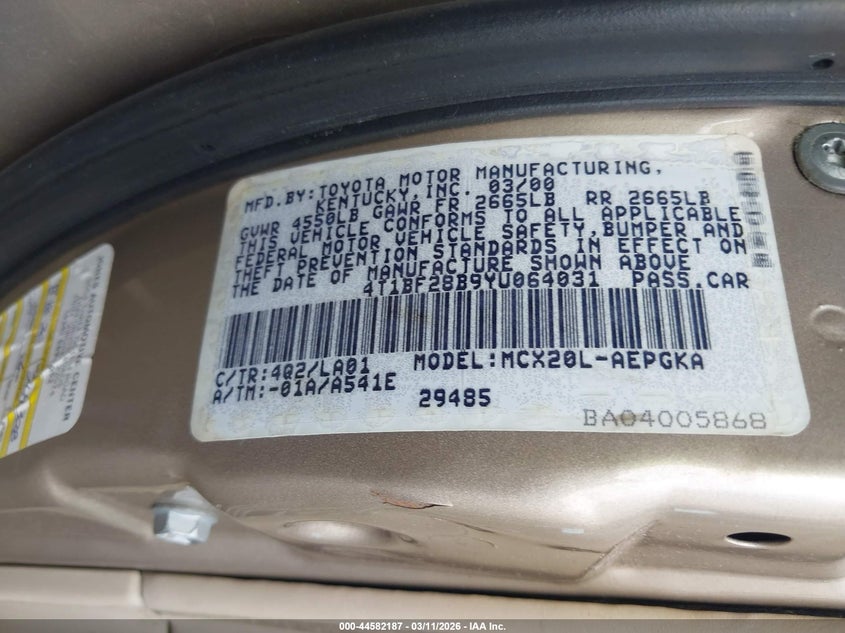 MFD.BY:TOYOTA MOTOR MANUFACTURING,
KENTUCKY,INC. 03/00
GVWR 4550LB GAWR FR 2665LB RR 2665LB
THIS VEHICLE CONFORMS TO ALL APPLICABLE
FEDERAL MOTOR VEHICLE SAFETY,BUMPER AND
THEFT PREVENTION STANDARDS IN EFFECT ON
THE DATE OF MANUFACTURE SHOWN ABOVE
4T1BF28B9YU064031 PASS.CAR
C/TR:4Q2/LA01 MODEL:MCX20L-AEPGKA
A/TM:-01A/A541E
29485
BA04005868
000-44582187 - 03/11/2026 - IAA Inc.